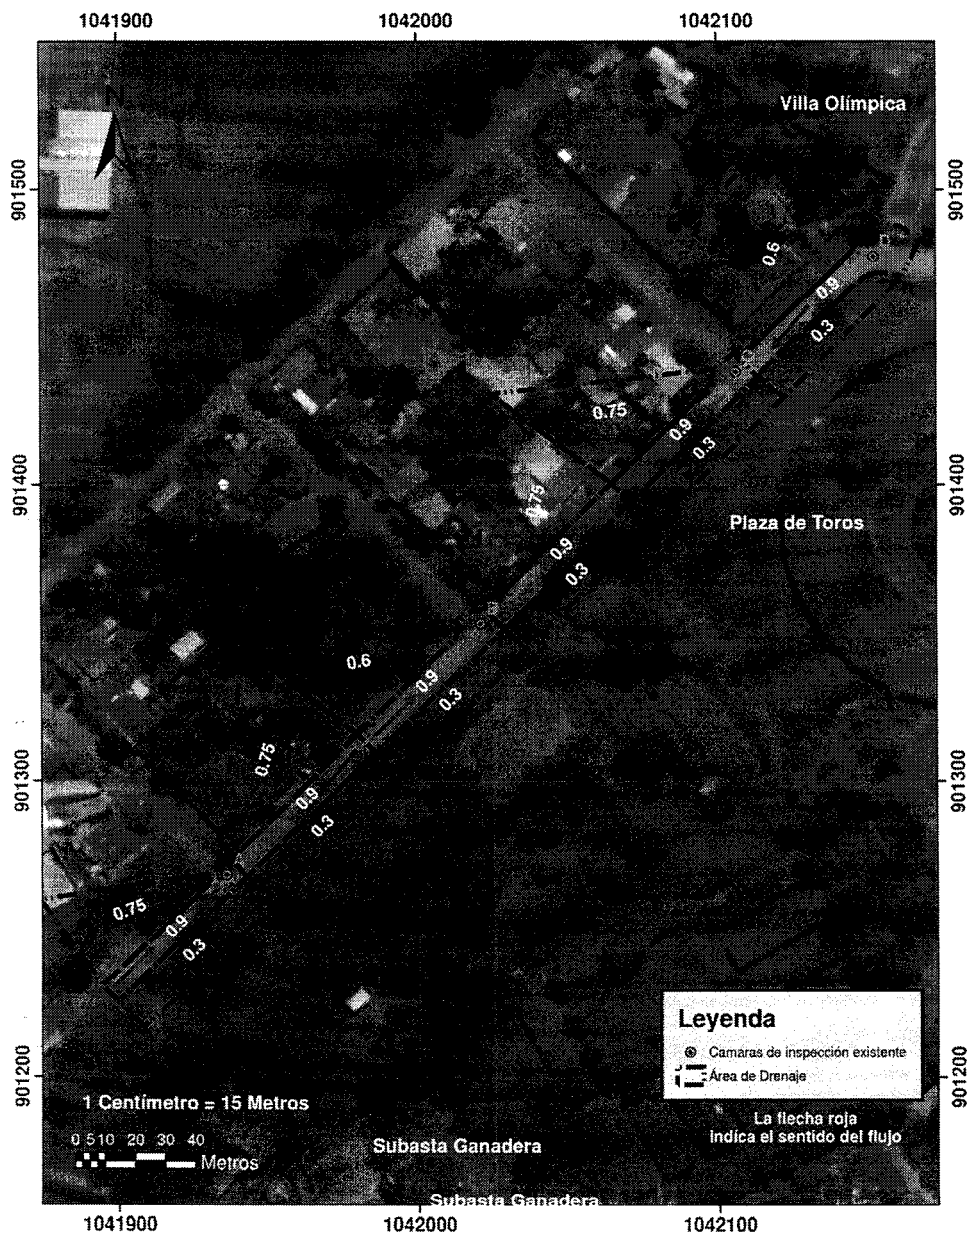 1041900 1042000 1042100
Villa Olímpica
901500 901500
0.6
0.9
0.3
0.75
0.9
0.3
901400 901400
0.75
Plaza de Toros
0.9
0.3
0.6
0.9
0.3
0.75
901300 901300
0.9
0.3
0.75
0.9
0.3
Leyenda
Camaras de inspección existente
Área de Drenaje
901200 901200
1 Centímetro = 15 Metros
La flecha roja
indica el sentido del flujo
0 5 10 20 30 40
Metros
Subasta Ganadera
Subasta Ganadera
1041900 1042000 1042100